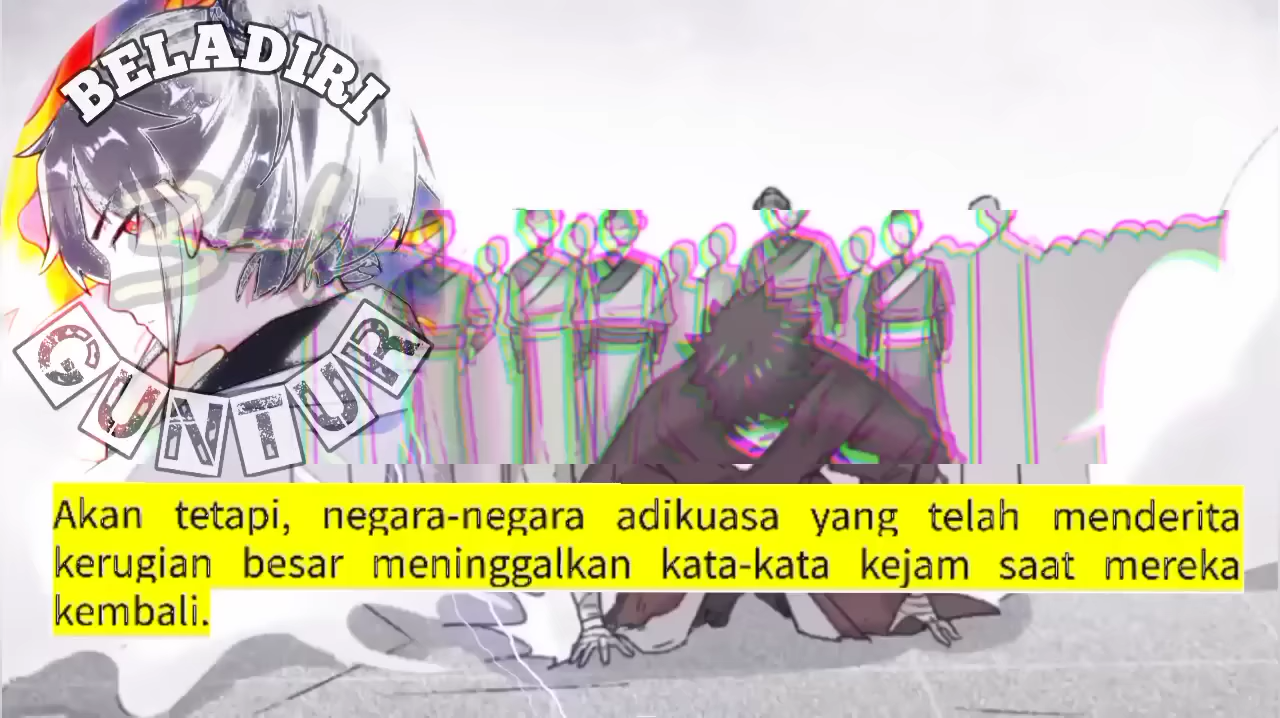 BELADIRI
GUNTUR
Akan tetapi, negara-negara adikuasa yang telah menderita
kerugian besar meninggalkan kata-kata kejam saat mereka
kembali.